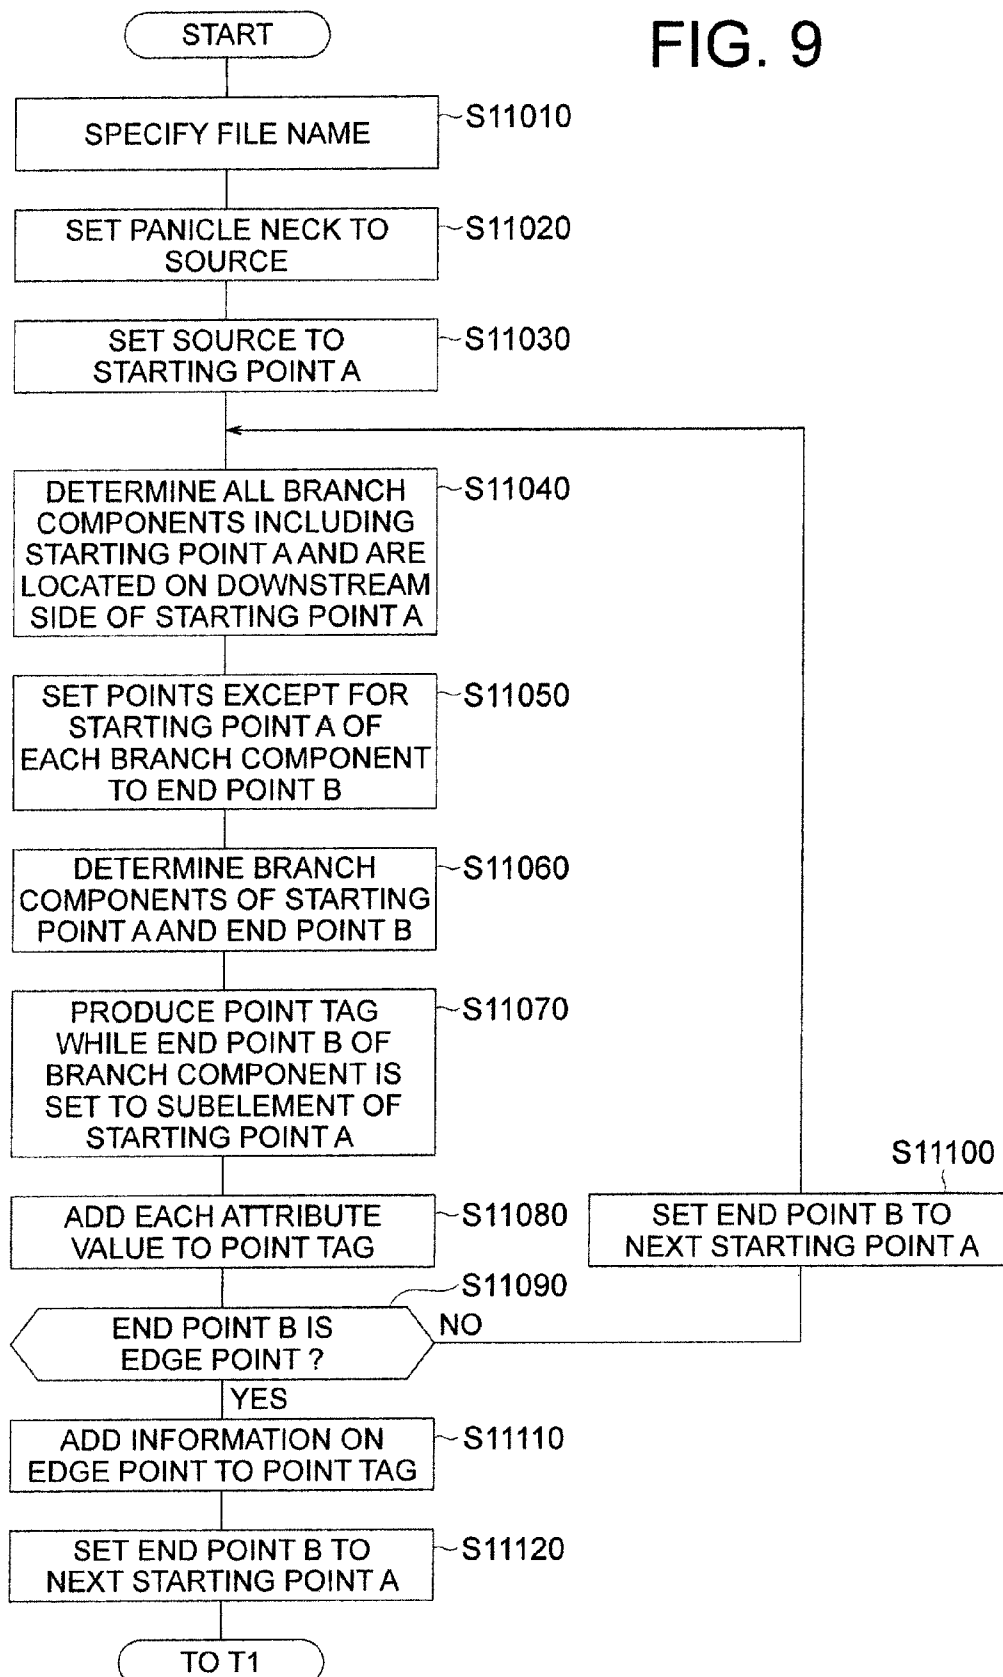 FIG. 9
START
SPECIFY FILE NAME
S11010
SET PANICLE NECK TO
SOURCE
S11020
SET SOURCE TO
STARTING POINT A
S11030
DETERMINE ALL BRANCH
COMPONENTS INCLUDING
STARTING POINT A AND ARE
LOCATED ON DOWNSTREAM
SIDE OF STARTING POINT A
S11040
SET POINTS EXCEPT FOR
STARTING POINT A OF
EACH BRANCH COMPONENT
TO END POINT B
S11050
DETERMINE BRANCH
COMPONENTS OF STARTING
POINT A AND END POINT B
S11060
PRODUCE POINT TAG
WHILE END POINT B OF
BRANCH COMPONENT IS
SET TO SUBELEMENT OF
STARTING POINT A
S11070
ADD EACH ATTRIBUTE
VALUE TO POINT TAG
S11080
S11100
SET END POINT B TO
NEXT STARTING POINT A
S11090
END POINT B IS
EDGE POINT ?
NO
YES
ADD INFORMATION ON
EDGE POINT TO POINT TAG
S11110
SET END POINT B TO
NEXT STARTING POINT A
S11120
TO T1